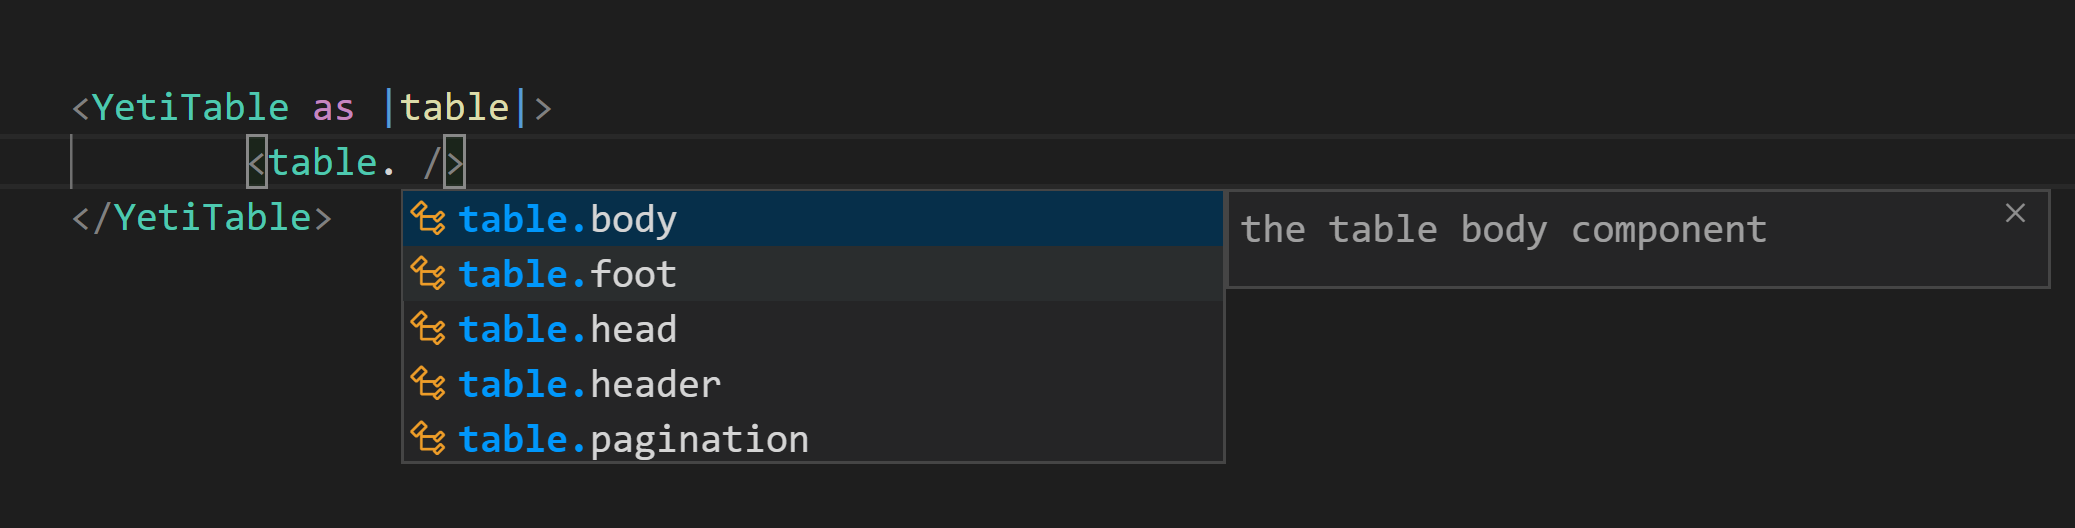 <YetiTable as |table|>
<table. />
</YetiTable>
table.body
table.foot
table.head
table.header
table.pagination
the table body component